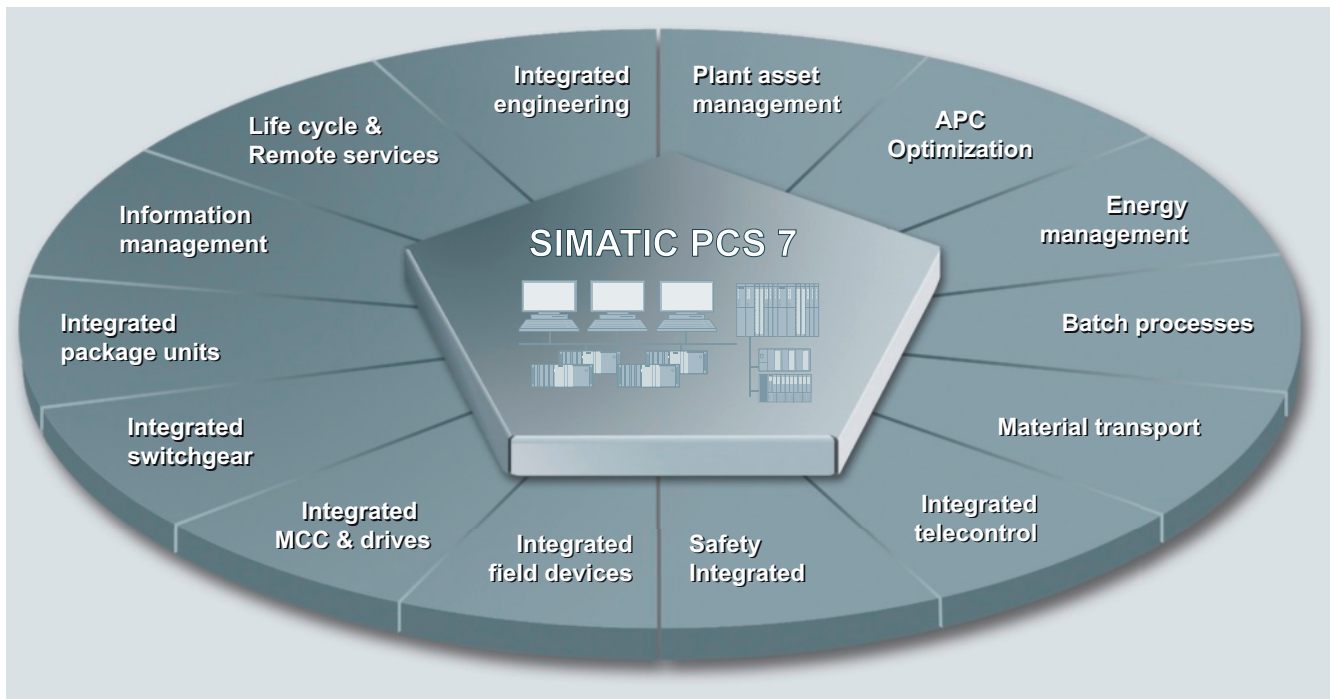 Integrated
engineering
Plant asset
management
APC
Optimization
Energy
management
Batch processes
Material transport
Integrated
telecontrol
Safety
Integrated
Integrated
field devices
Integrated
MCC & drives
Integrated
switchgear
Integrated
package units
Information
management
Life cycle &
Remote services
SIMATIC PCS 7